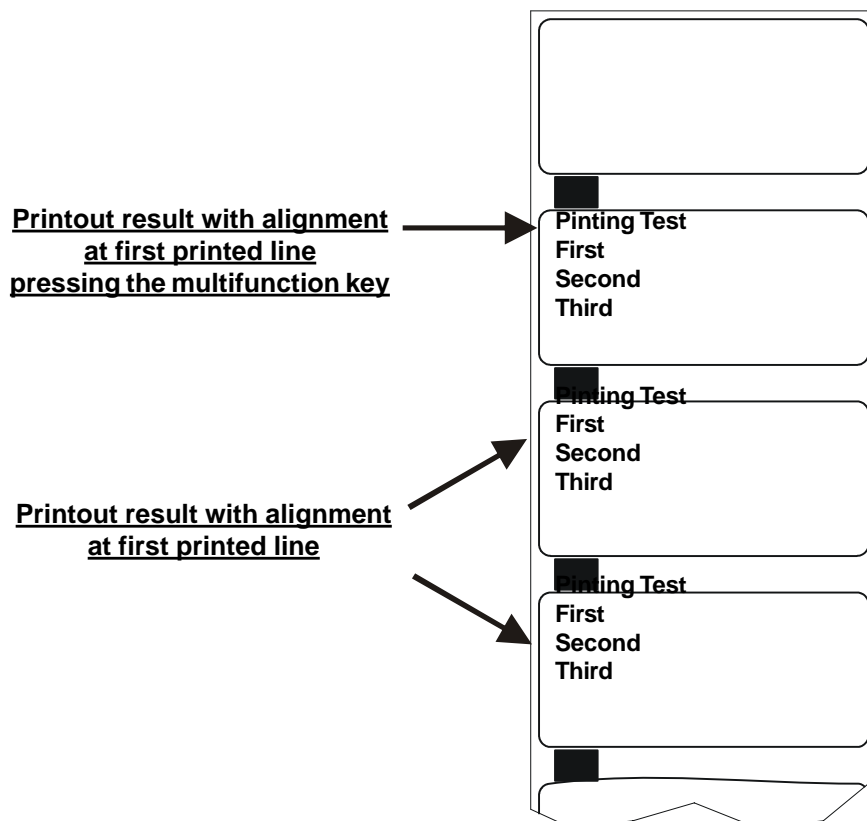 Printout result with alignment
at first printed line
pressing the multifunction key
Pinting Test
First
Second
Third
Printout result with alignment
at first printed line
Pinting Test
First
Second
Third
Pinting Test
First
Second
Third